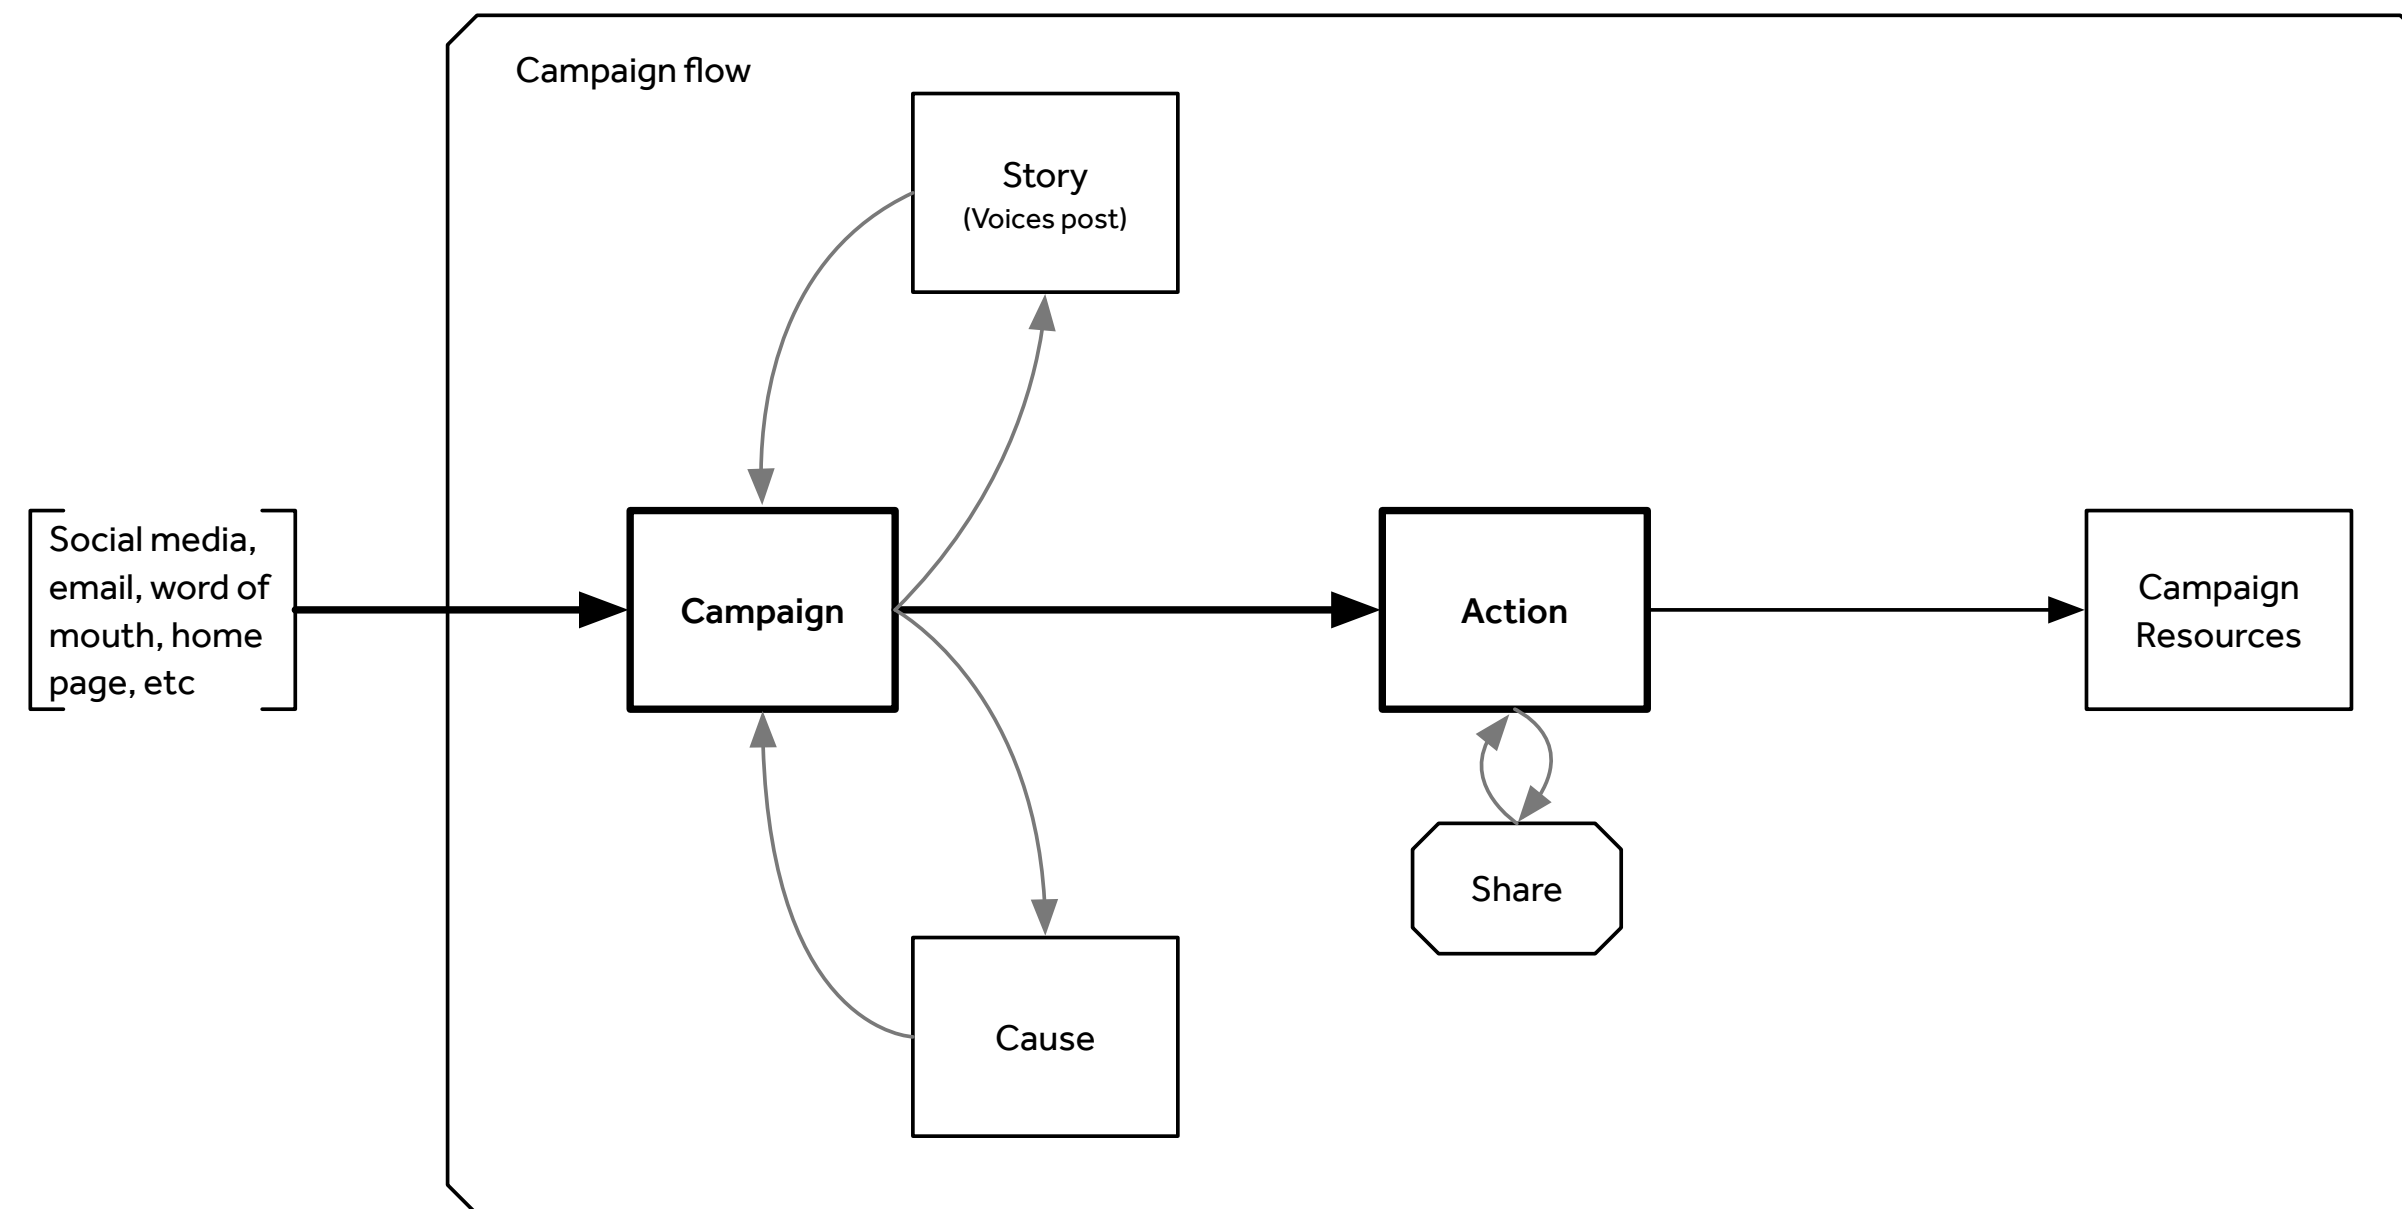 Campaign flow
Story
(Voices post)
Social media,
email, word of
mouth, home
page, etc
Campaign
Action
Campaign
Resources
Share
Cause